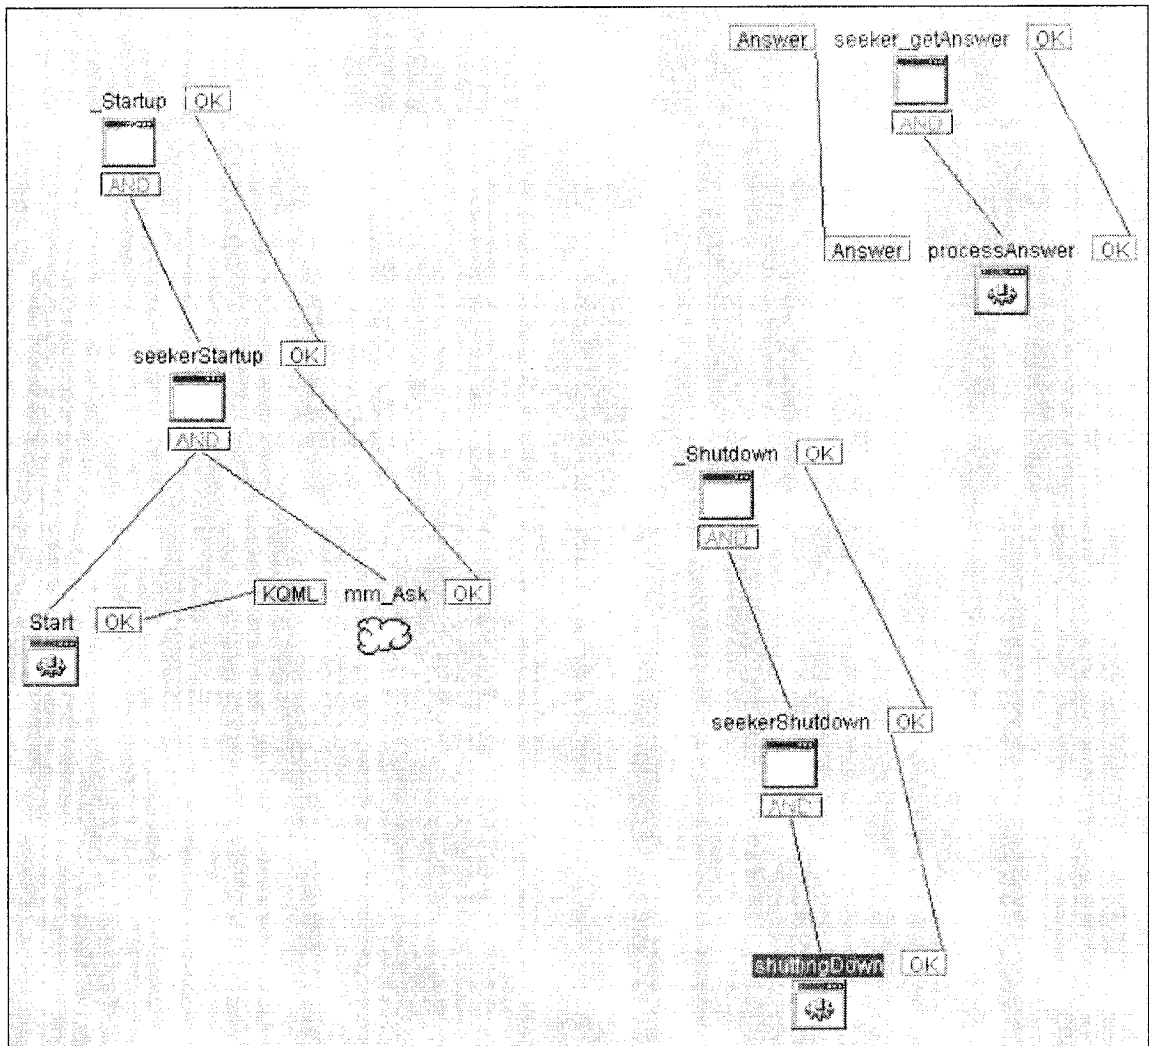 Answer seeker_getAnswer OK
AND
Answer processAnswer OK
_Startup OK
AND
seekerStartup OK
AND
KQML mm_Ask OK
Start OK
_Shutdown OK
AND
seekerShutdown OK
AND
shuttingDown OK